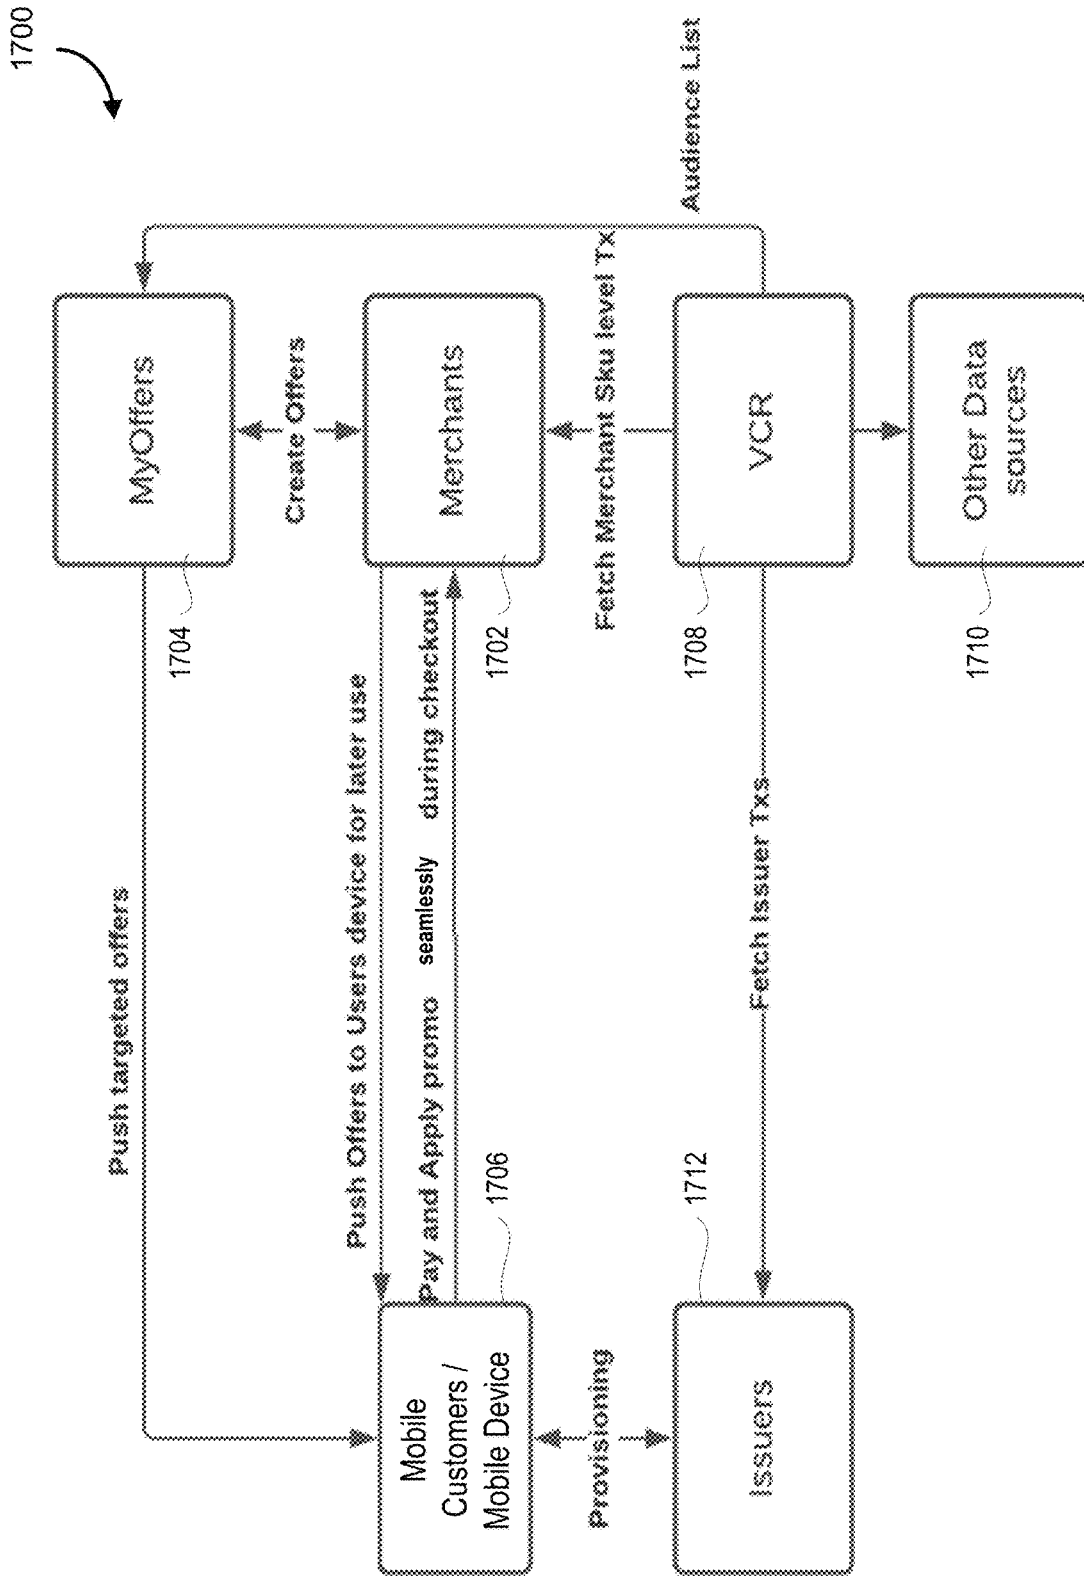 1700
Audience List
MyOffers
1704
Create Offers
Merchants
1702
Fetch Merchant Sku level Tx
VCR
1708
Other Data
sources
1710
Push targeted offers
Push Offers to Users device for later use
Pay and Apply promo seamlessly during checkout
Fetch Issuer Txs
Mobile
Customers /
Mobile Device
1706
Provisioning
Issuers
1712